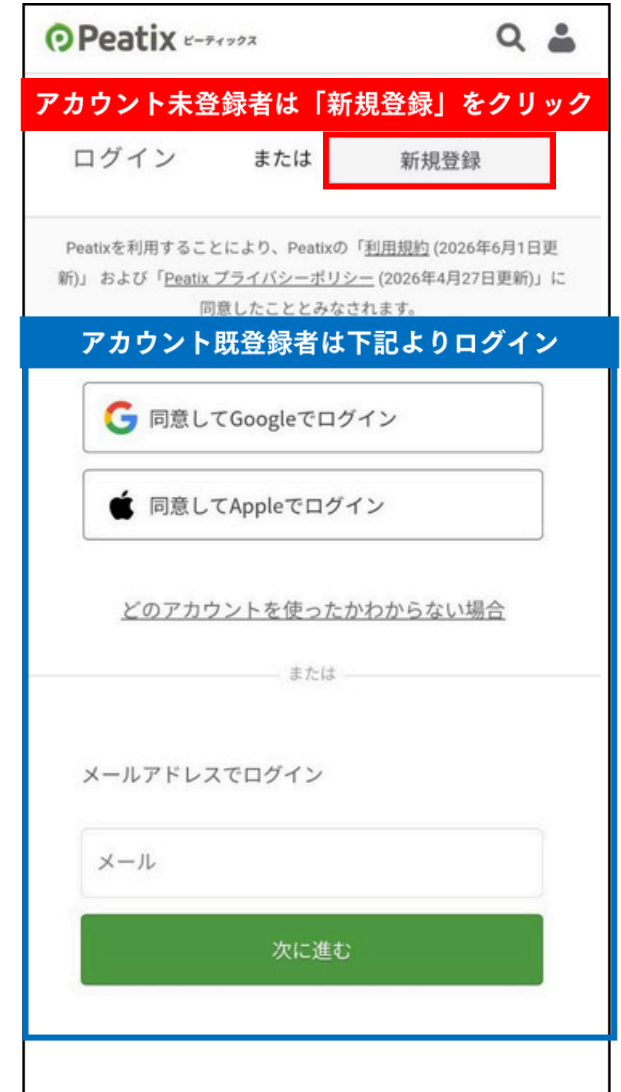 Peatix ピーティックス
アカウント未登録者は「新規登録」をクリック
ログイン または 新規登録
Peatixを利用することにより、Peatixの「利用規約 (2026年6月1日更
新)」 および「Peatix プライバシーポリシー (2026年4月27日更新)」に
同意したこととみなされます。
アカウント既登録者は下記よりログイン
同意してGoogleでログイン
同意してAppleでログイン
どのアカウントを使ったかわからない場合
または
メールアドレスでログイン
メール
次に進む